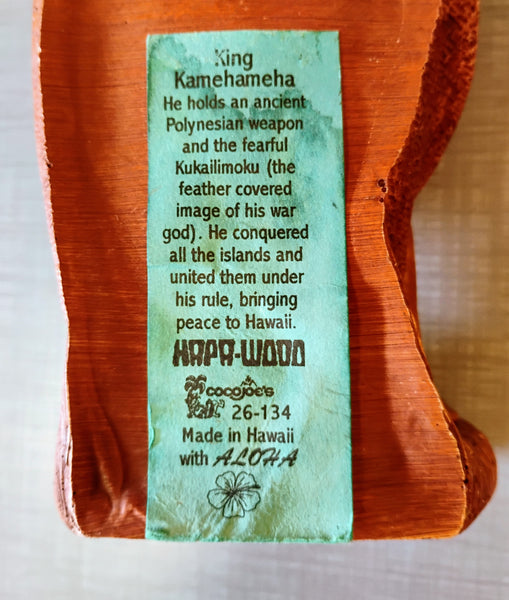 King
Kamehameha
He holds an ancient
Polynesian weapon
and the fearful
Kukailimoku (the
feather covered
image of his war
god). He conquered
all the islands and
united them under
his rule, bringing
peace to Hawaii.
HAPA-WOOD
COCOJOE'S
26-134
Made in Hawaii
with ALOHA